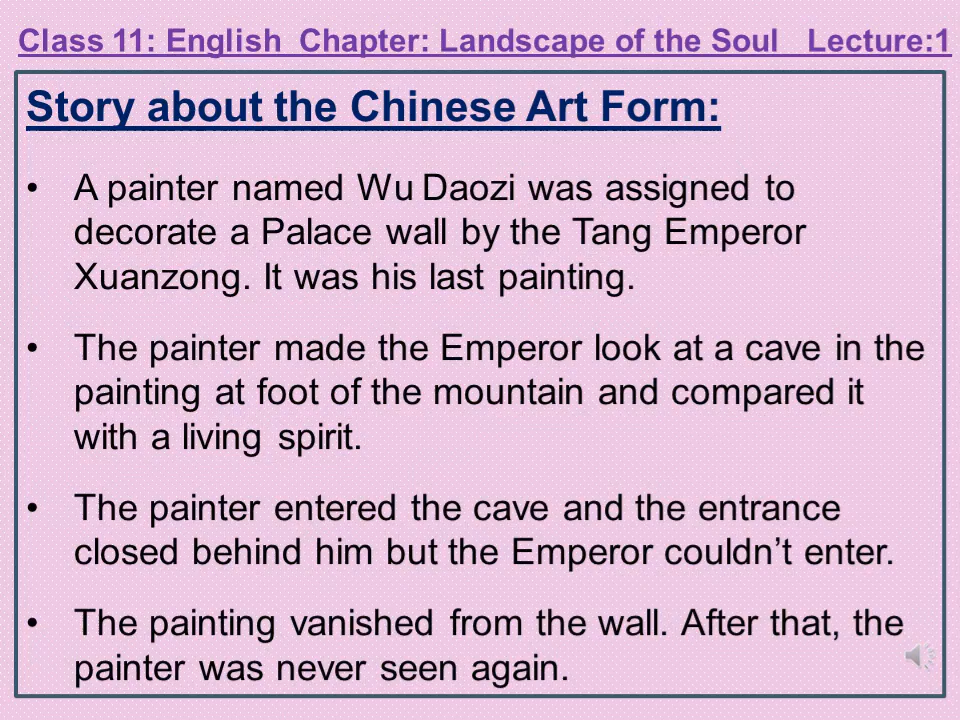 Class 11: English  Chapter: Landscape of the Soul   Lecture:1
Story about the Chinese Art Form:
• A painter named Wu Daozi was assigned to
decorate a Palace wall by the Tang Emperor
Xuanzong. It was his last painting.
• The painter made the Emperor look at a cave in the
painting at foot of the mountain and compared it
with a living spirit.
• The painter entered the cave and the entrance
closed behind him but the Emperor couldn’t enter.
• The painting vanished from the wall. After that, the
painter was never seen again.